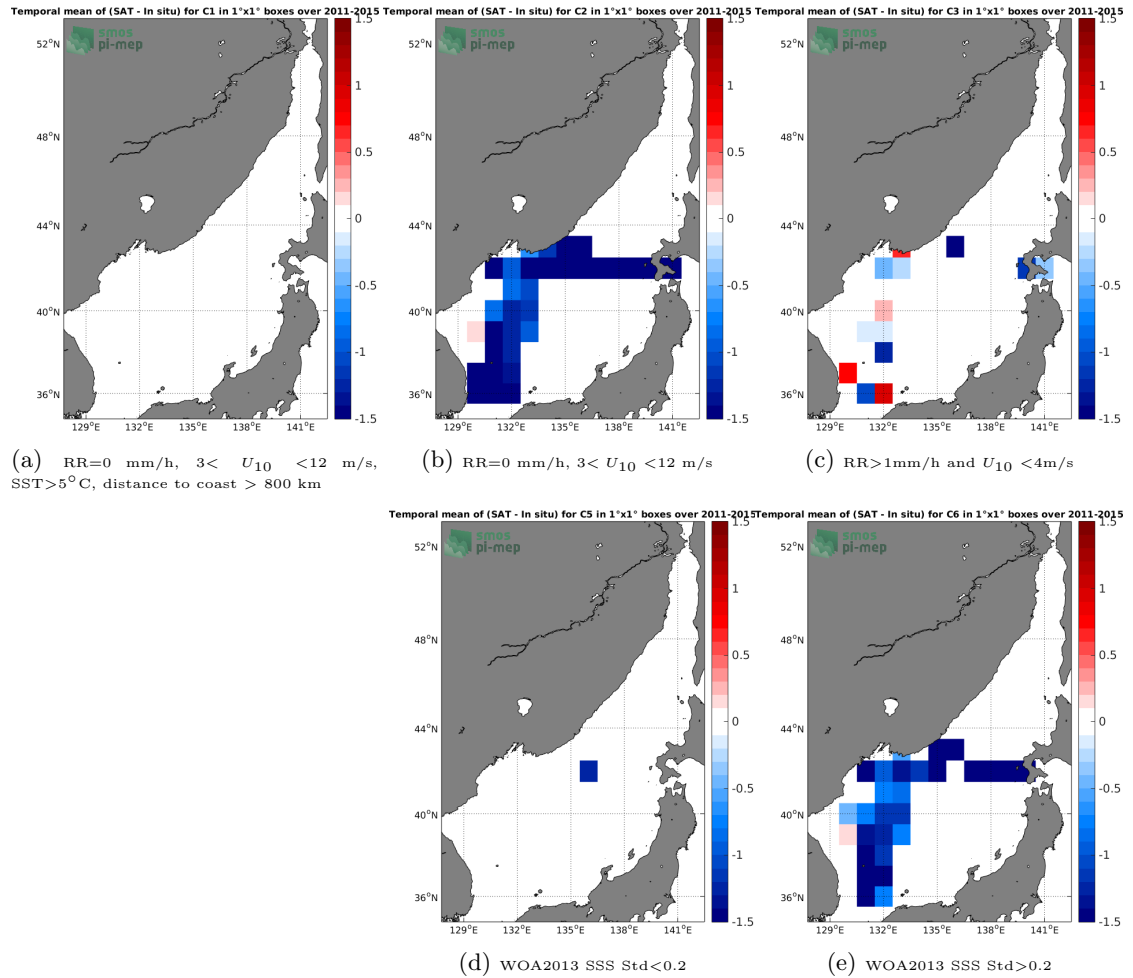 Temporal mean of (SAT - In situ) for C1 in 1°x1° boxes over 2011-2015
smos
pi-mep
52°N
48°N
44°N
40°N
36°N
129°E 132°E 135°E 138°E 141°E
1.5
1
0.5
0
-0.5
-1
-1.5
(a) RR=0 mm/h, 3< U10 <12 m/s,
SST>5°C, distance to coast > 800 km
Temporal mean of (SAT - In situ) for C2 in 1°x1° boxes over 2011-2015
smos
pi-mep
52°N
48°N
44°N
40°N
36°N
129°E 132°E 135°E 138°E 141°E
1.5
1
0.5
0
-0.5
-1
-1.5
(b) RR=0 mm/h, 3< U10 <12 m/s
Temporal mean of (SAT - In situ) for C3 in 1°x1° boxes over 2011-2015
smos
pi-mep
52°N
48°N
44°N
40°N
36°N
129°E 132°E 135°E 138°E 141°E
1.5
1
0.5
0
-0.5
-1
-1.5
(c) RR>1mm/h and U10 <4m/s
Temporal mean of (SAT - In situ) for C5 in 1°x1° boxes over 2011-2015
smos
pi-mep
52°N
48°N
44°N
40°N
36°N
129°E 132°E 135°E 138°E 141°E
1.5
1
0.5
0
-0.5
-1
-1.5
(d) WOA2013 SSS Std<0.2
Temporal mean of (SAT - In situ) for C6 in 1°x1° boxes over 2011-2015
smos
pi-mep
52°N
48°N
44°N
40°N
36°N
129°E 132°E 135°E 138°E 141°E
1.5
1
0.5
0
-0.5
-1
-1.5
(e) WOA2013 SSS Std>0.2